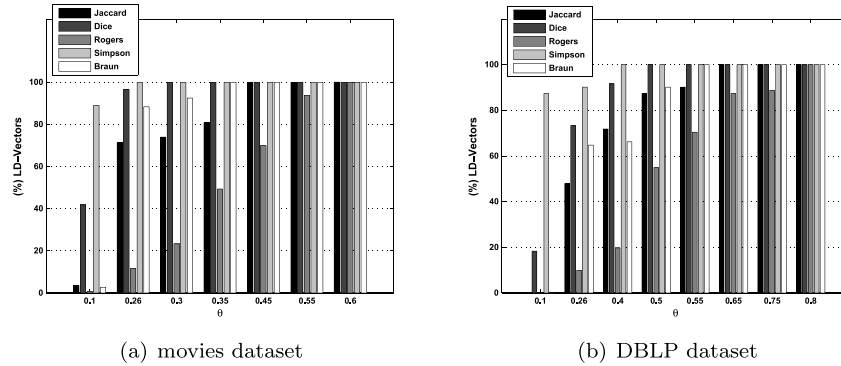 Jaccard
Dice
Rogers
Simpson
Braun
(%) LD−Vectors
100
80
60
40
20
0
0.1 0.26 0.3 0.35 0.45 0.55 0.6
θ
(a) movies dataset
Jaccard
Dice
Rogers
Simpson
Braun
(%) LD−Vectors
100
80
60
40
20
0
0.1 0.26 0.4 0.5 0.55 0.65 0.75 0.8
θ
(b) DBLP dataset